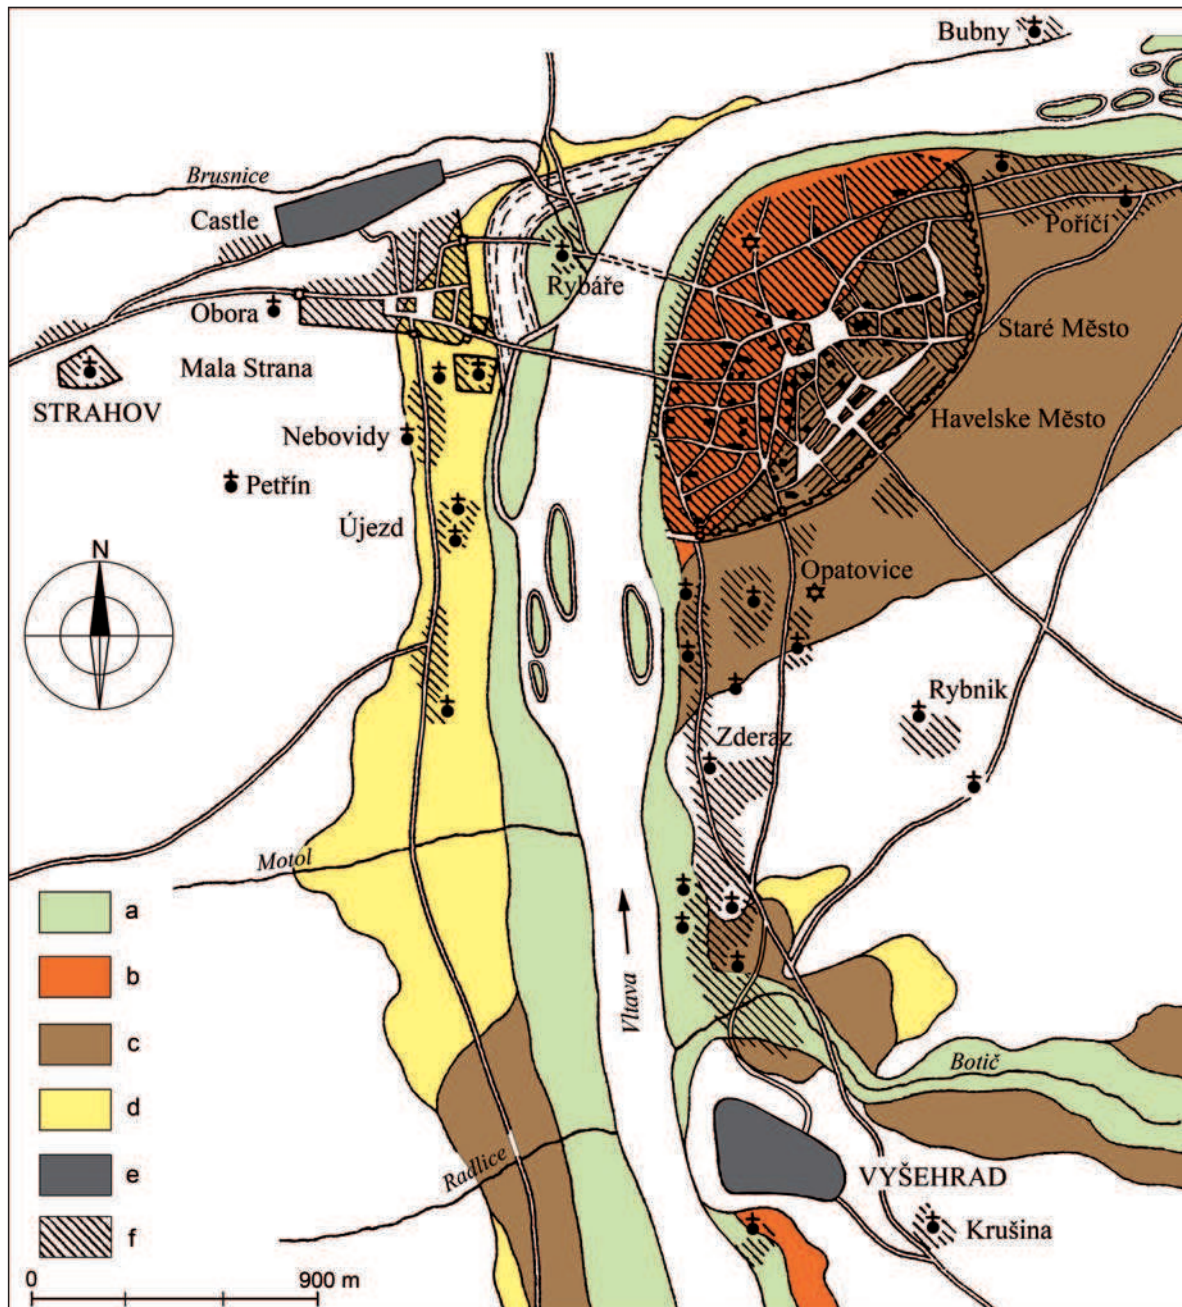 Bubny
Brusnice
Castle
Poříčí
Rybáře
Obora
Staré Město
Mala Strana
STRAHOV
Havelske Město
Nebovidy
Petřín
Újezd
N
Opatovice
Rybnik
Zderaz
Motol
a
b
Vltava
c
Botič
d
e
Radlice
VYŠEHRAD
f
Krušina
0 900 m